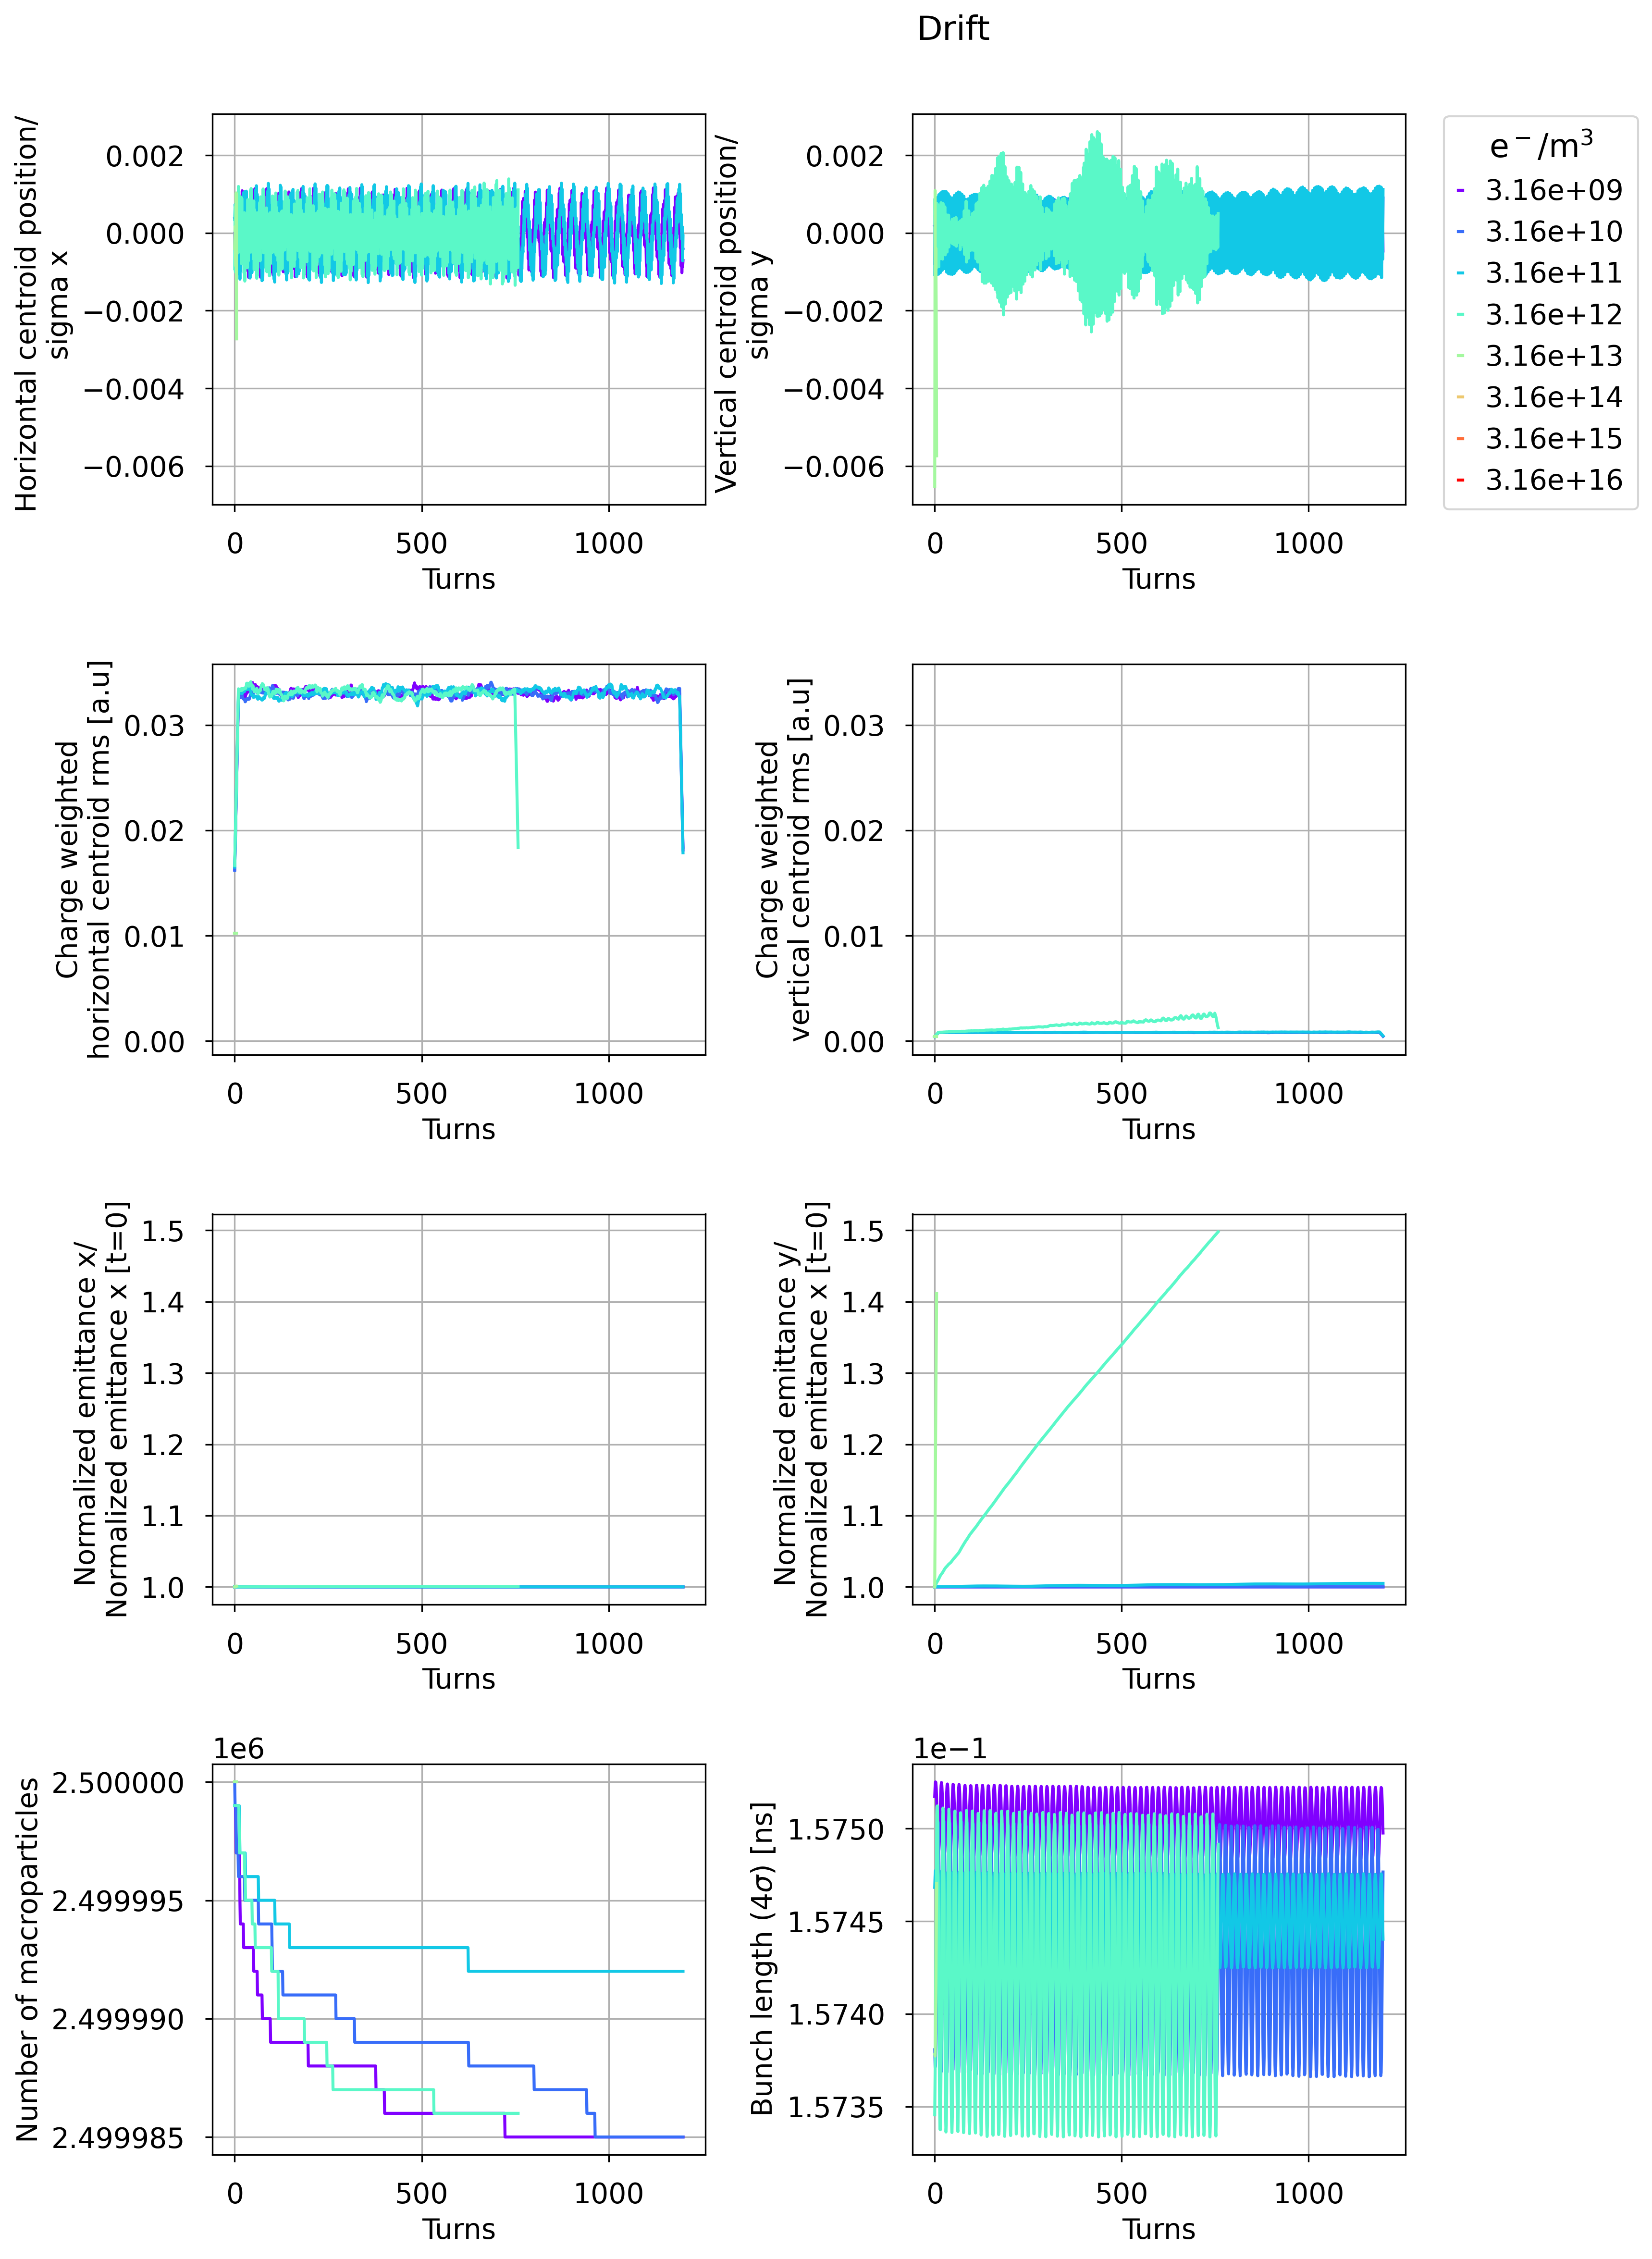 Drift
Horizontal centroid position/
sigma x
0.002
0.000
−0.002
−0.004
−0.006
0
500
1000
Turns
Vertical centroid position/
sigma y
0.002
0.000
−0.002
−0.004
−0.006
0
500
1000
Turns
e⁻/m³
3.16e+09
3.16e+10
3.16e+11
3.16e+12
3.16e+13
3.16e+14
3.16e+15
3.16e+16
Charge weighted
horizontal centroid rms [a.u]
0.03
0.02
0.01
0.00
0
500
1000
Turns
Charge weighted
vertical centroid rms [a.u]
0.03
0.02
0.01
0.00
0
500
1000
Turns
Normalized emittance x/
Normalized emittance x [t=0]
1.5
1.4
1.3
1.2
1.1
1.0
0
500
1000
Turns
Normalized emittance y/
Normalized emittance x [t=0]
1.5
1.4
1.3
1.2
1.1
1.0
0
500
1000
Turns
1e6
Number of macroparticles
2.500000
2.499995
2.499990
2.499985
0
500
1000
Turns
1e−1
Bunch length (4σ) [ns]
1.5750
1.5745
1.5740
1.5735
0
500
1000
Turns